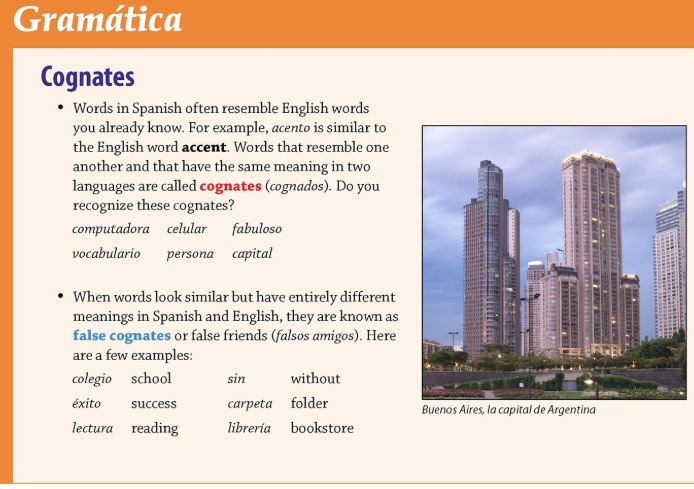 Gramática
Cognates
• Words in Spanish often resemble English words
you already know. For example, acento is similar to
the English word accent. Words that resemble one
another and that have the same meaning in two
languages are called cognates (cognados). Do you
recognize these cognates?
computadora celular fabuloso
vocabulario persona capital
• When words look similar but have entirely different
meanings in Spanish and English, they are known as
false cognates or false friends (falsos amigos). Here
are a few examples:
colegio school sin without
éxito success carpeta folder
lectura reading librería bookstore
Buenos Aires, la capital de Argentina